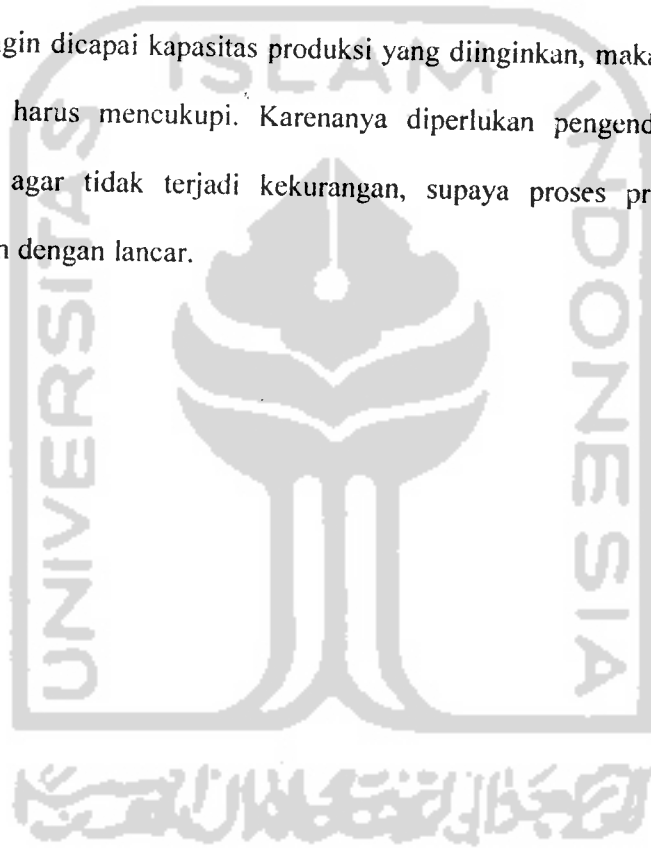 gin dicapai kapasitas produksi yang diinginkan, maka
harus mencukupi. Karenanya diperlukan pengend
agar tidak terjadi kekurangan, supaya proses pr
n dengan lancar.
ISLAM
UNIVERSITAS
INDONESIA